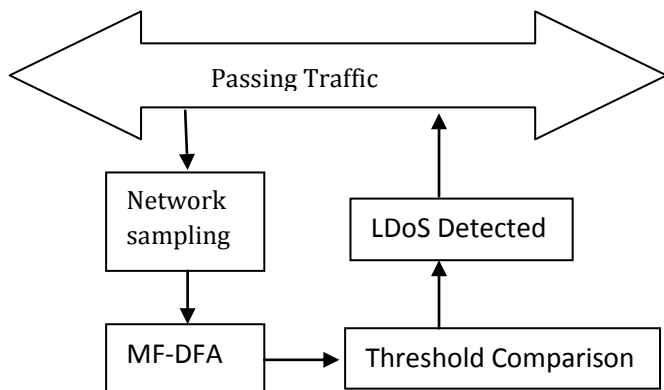 Passing Traffic
Network
sampling
LDoS Detected
MF-DFA
Threshold Comparison